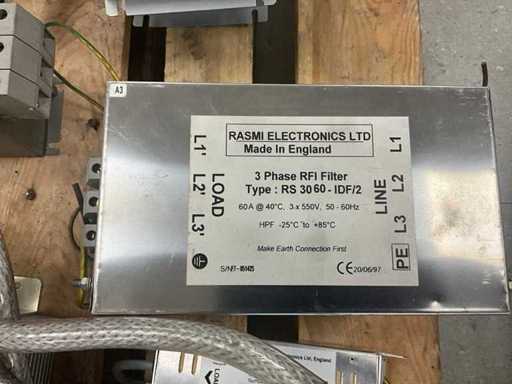 A3
RASMI ELECTRONICS LTD
Made In England
3 Phase RFI Filter
Type : RS 3060 - IDF/2
60A @ 40°C, 3 x 550V, 50 - 60Hz
HPF -25°C to +85°C
Make Earth Connection First
CE 20/06/97
LOAD
L1' L2' L3'
LINE
L1 L2 L3
PE
Ltd, England